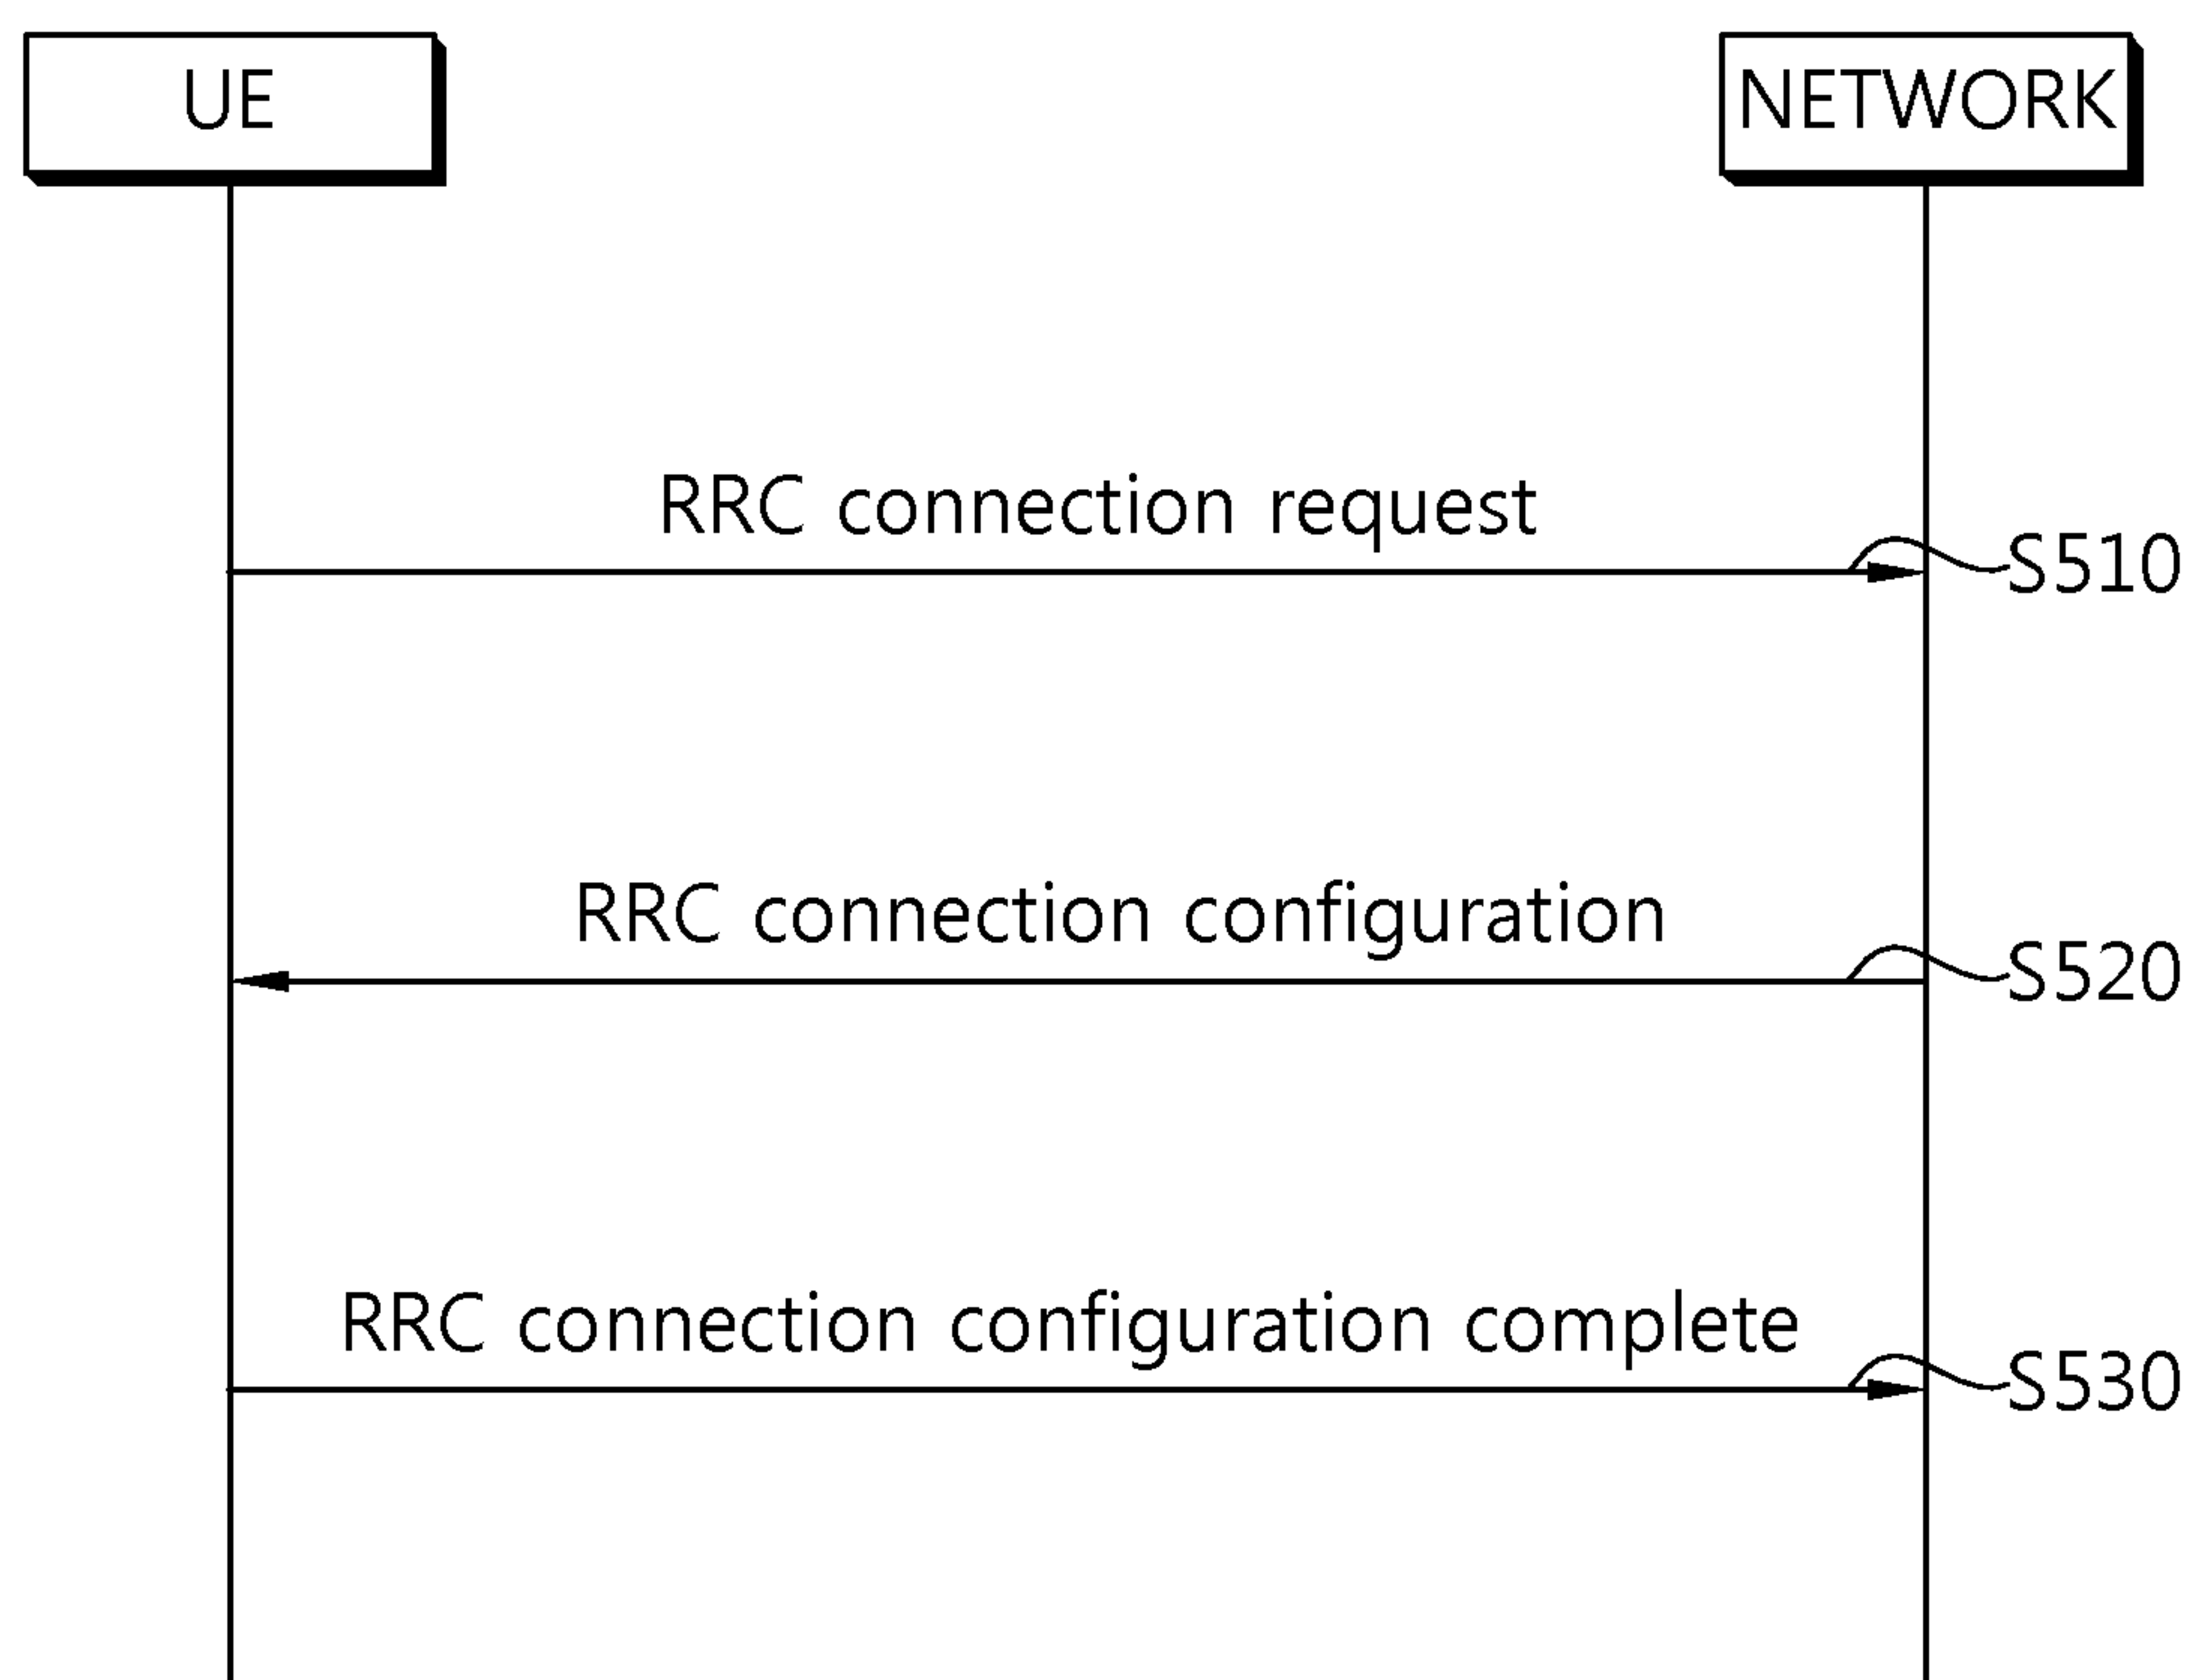 UE
NETWORK
RRC connection request
S510
RRC connection configuration
S520
RRC connection configuration complete
S530